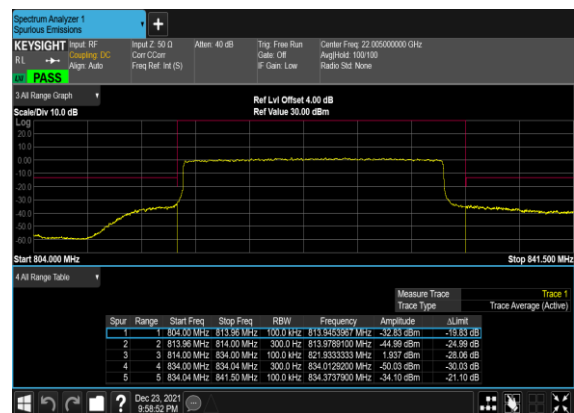 Spectrum Analyzer 1
Spurious Emissions
+
KEYSIGHT Input: RF Input Z: 50 Ω Atten: 40 dB Trig: Free Run Center Freq: 22.005000000 GHz
RL Coupling: DC Corr CCorr Gate: Off Avg|Hold: 100/100
Align: Auto Freq Ref: Int (S) IF Gain: Low Radio Std: None
PASS
3 All Range Graph
Scale/Div 10.0 dB Ref Lvl Offset 4.00 dB
Ref Value 30.00 dBm
Log
20.0
10.0
0.00
-10.0
-20.0
-30.0
-40.0
-50.0
-60.0
Start 804.000 MHz Stop 841.500 MHz
4 All Range Table
Measure Trace Trace 1
Trace Type Trace Average (Active)
Spur Range Start Freq Stop Freq RBW Frequency Amplitude ΔLimit
1 1 804.00 MHz 813.96 MHz 100.0 kHz 813.9453967 MHz -32.83 dBm -19.83 dB
2 2 813.96 MHz 814.00 MHz 300.0 Hz 813.9789100 MHz -44.99 dBm -24.99 dB
3 3 814.00 MHz 834.00 MHz 100.0 kHz 821.9333333 MHz 1.937 dBm -28.06 dB
4 4 834.00 MHz 834.04 MHz 300.0 Hz 834.0129200 MHz -50.03 dBm -30.03 dB
5 5 834.04 MHz 841.50 MHz 100.0 kHz 834.3737900 MHz -34.10 dBm -21.10 dB
? Dec 23, 2021
9:58:52 PM